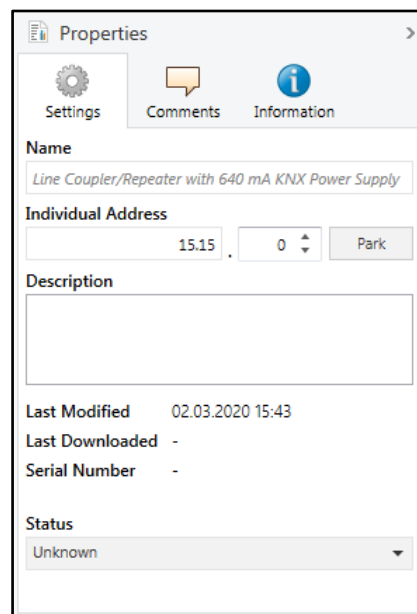 Properties
Settings Comments Information
Name
Line Coupler/Repeater with 640 mA KNX Power Supply
Individual Address
15.15 . 0 Park
Description
Last Modified 02.03.2020 15:43
Last Downloaded -
Serial Number -
Status
Unknown